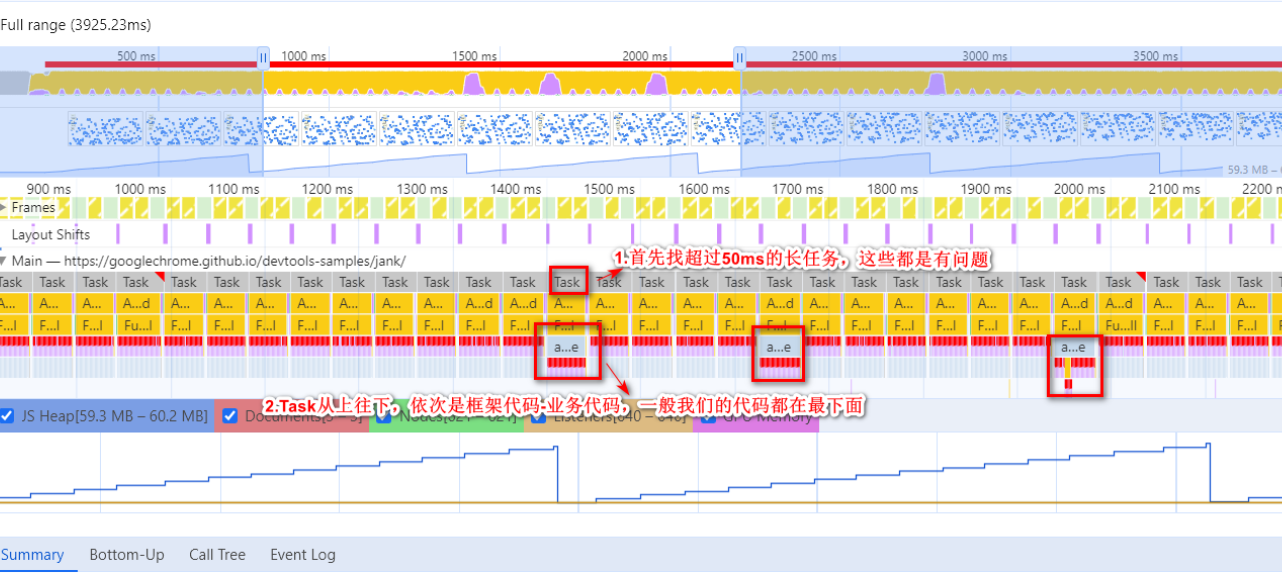 Full range (3925.23ms)
500 ms 1000 ms 1500 ms 2000 ms 2500 ms 3000 ms 3500 ms
59.3 MB –
900 ms 1000 ms 1100 ms 1200 ms 1300 ms 1400 ms 1500 ms 1600 ms 1700 ms 1800 ms 1900 ms 2000 ms 2100 ms 2200
Frames
Layout Shifts
Main — https://googlechrome.github.io/devtools-samples/jank/
1.首先找超过50ms的长任务，这些都是有问题
Task Task Task Task Task Task Task Task Task Task Task Task Task Task Task Task Task Task Task Task Task Task Task Task Task Task Task Task Task
A... A... A... A...d A... A... A... A... A... A... A... A...d A...d A... A... A... A... A... A...d A... A... A... A... A... A... A...d A...d A... A... A...
F...l F...l F...l Fu...l F...l F...l F...l F...l F...l F...l F...l F...l F...l F...l F...l F...l F...l F...l F...l F...l F...l F...l F...l F...l F...l F...l Fu...ll F...l F...l F...l
a...e a...e a...e
2.Task从上往下，依次是框架代码-业务代码，一般我们的代码都在最下面
JS Heap[59.3 MB – 60.2 MB] Documents Nodes Listeners[640 – 640] GPU Memory
Summary Bottom-Up Call Tree Event Log